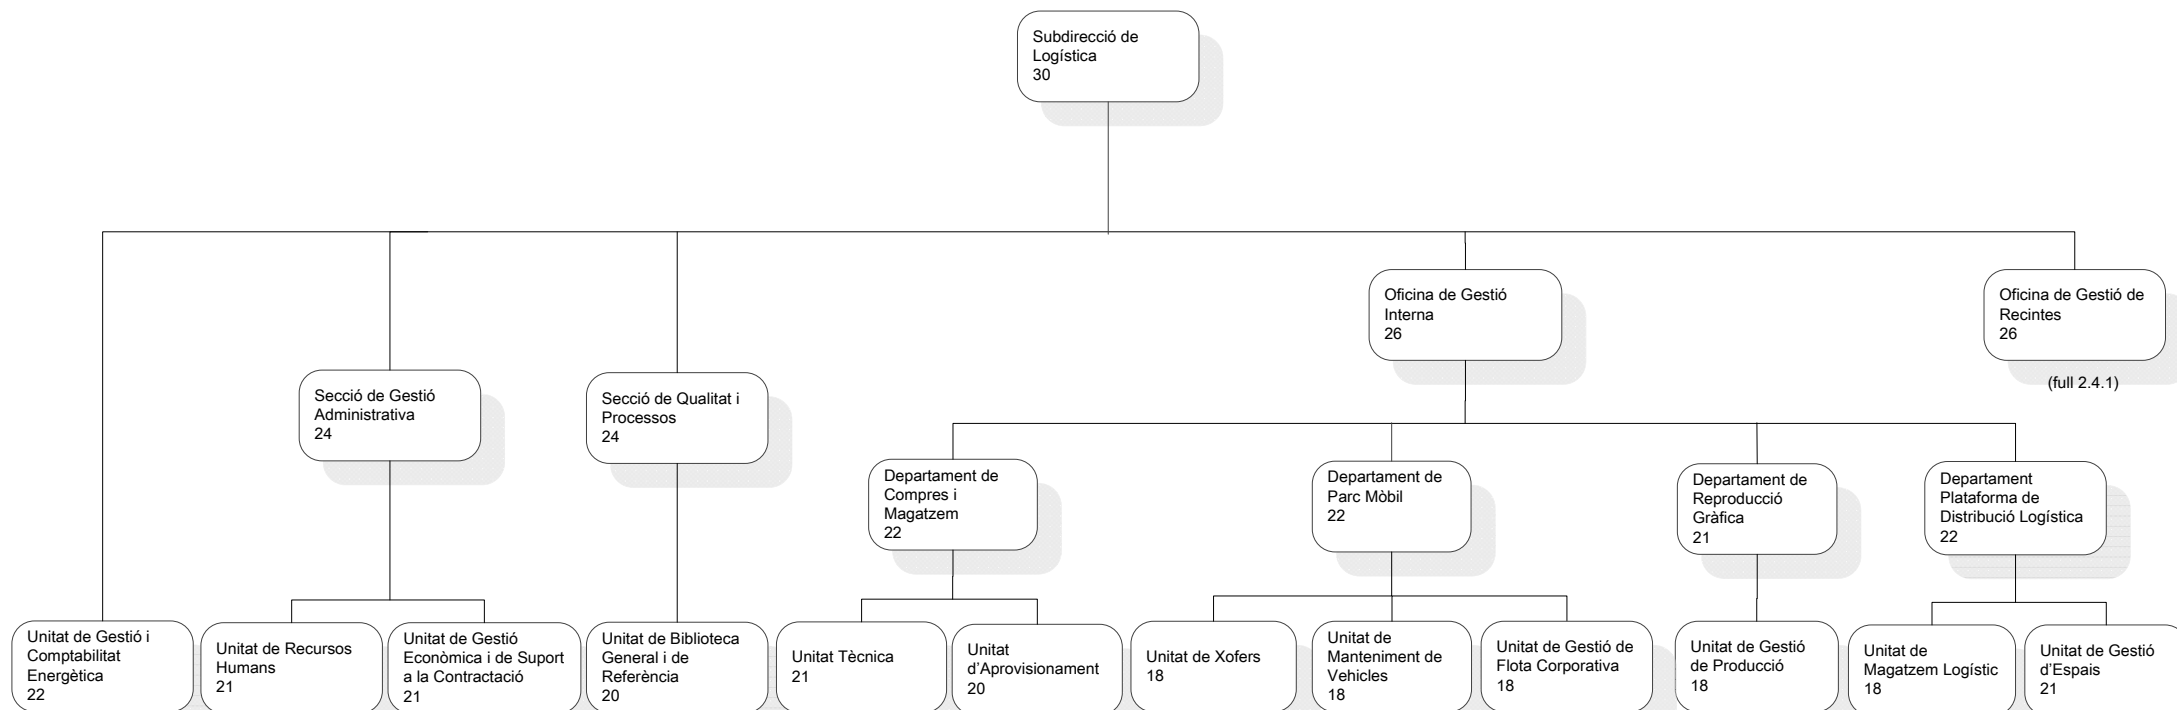 Subdirecció de
Logística
30
Oficina de Gestió
Interna
26
Oficina de Gestió de
Recintes
26
(full 2.4.1)
Secció de Gestió
Administrativa
24
Secció de Qualitat i
Processos
24
Departament de
Compres i
Magatzem
22
Departament de
Parc Mòbil
22
Departament de
Reproducció
Gràfica
21
Departament
Plataforma de
Distribució Logística
22
Unitat de Gestió i
Comptabilitat
Energètica
22
Unitat de Recursos
Humans
21
Unitat de Gestió
Econòmica i de Suport
a la Contractació
21
Unitat de Biblioteca
General i de
Referència
20
Unitat Tècnica
21
Unitat
d'Aprovisionament
20
Unitat de Xofers
18
Unitat de
Manteniment de
Vehicles
18
Unitat de Gestió de
Flota Corporativa
18
Unitat de Gestió
de Producció
18
Unitat de
Magatzem Logístic
18
Unitat de Gestió
d'Espais
21